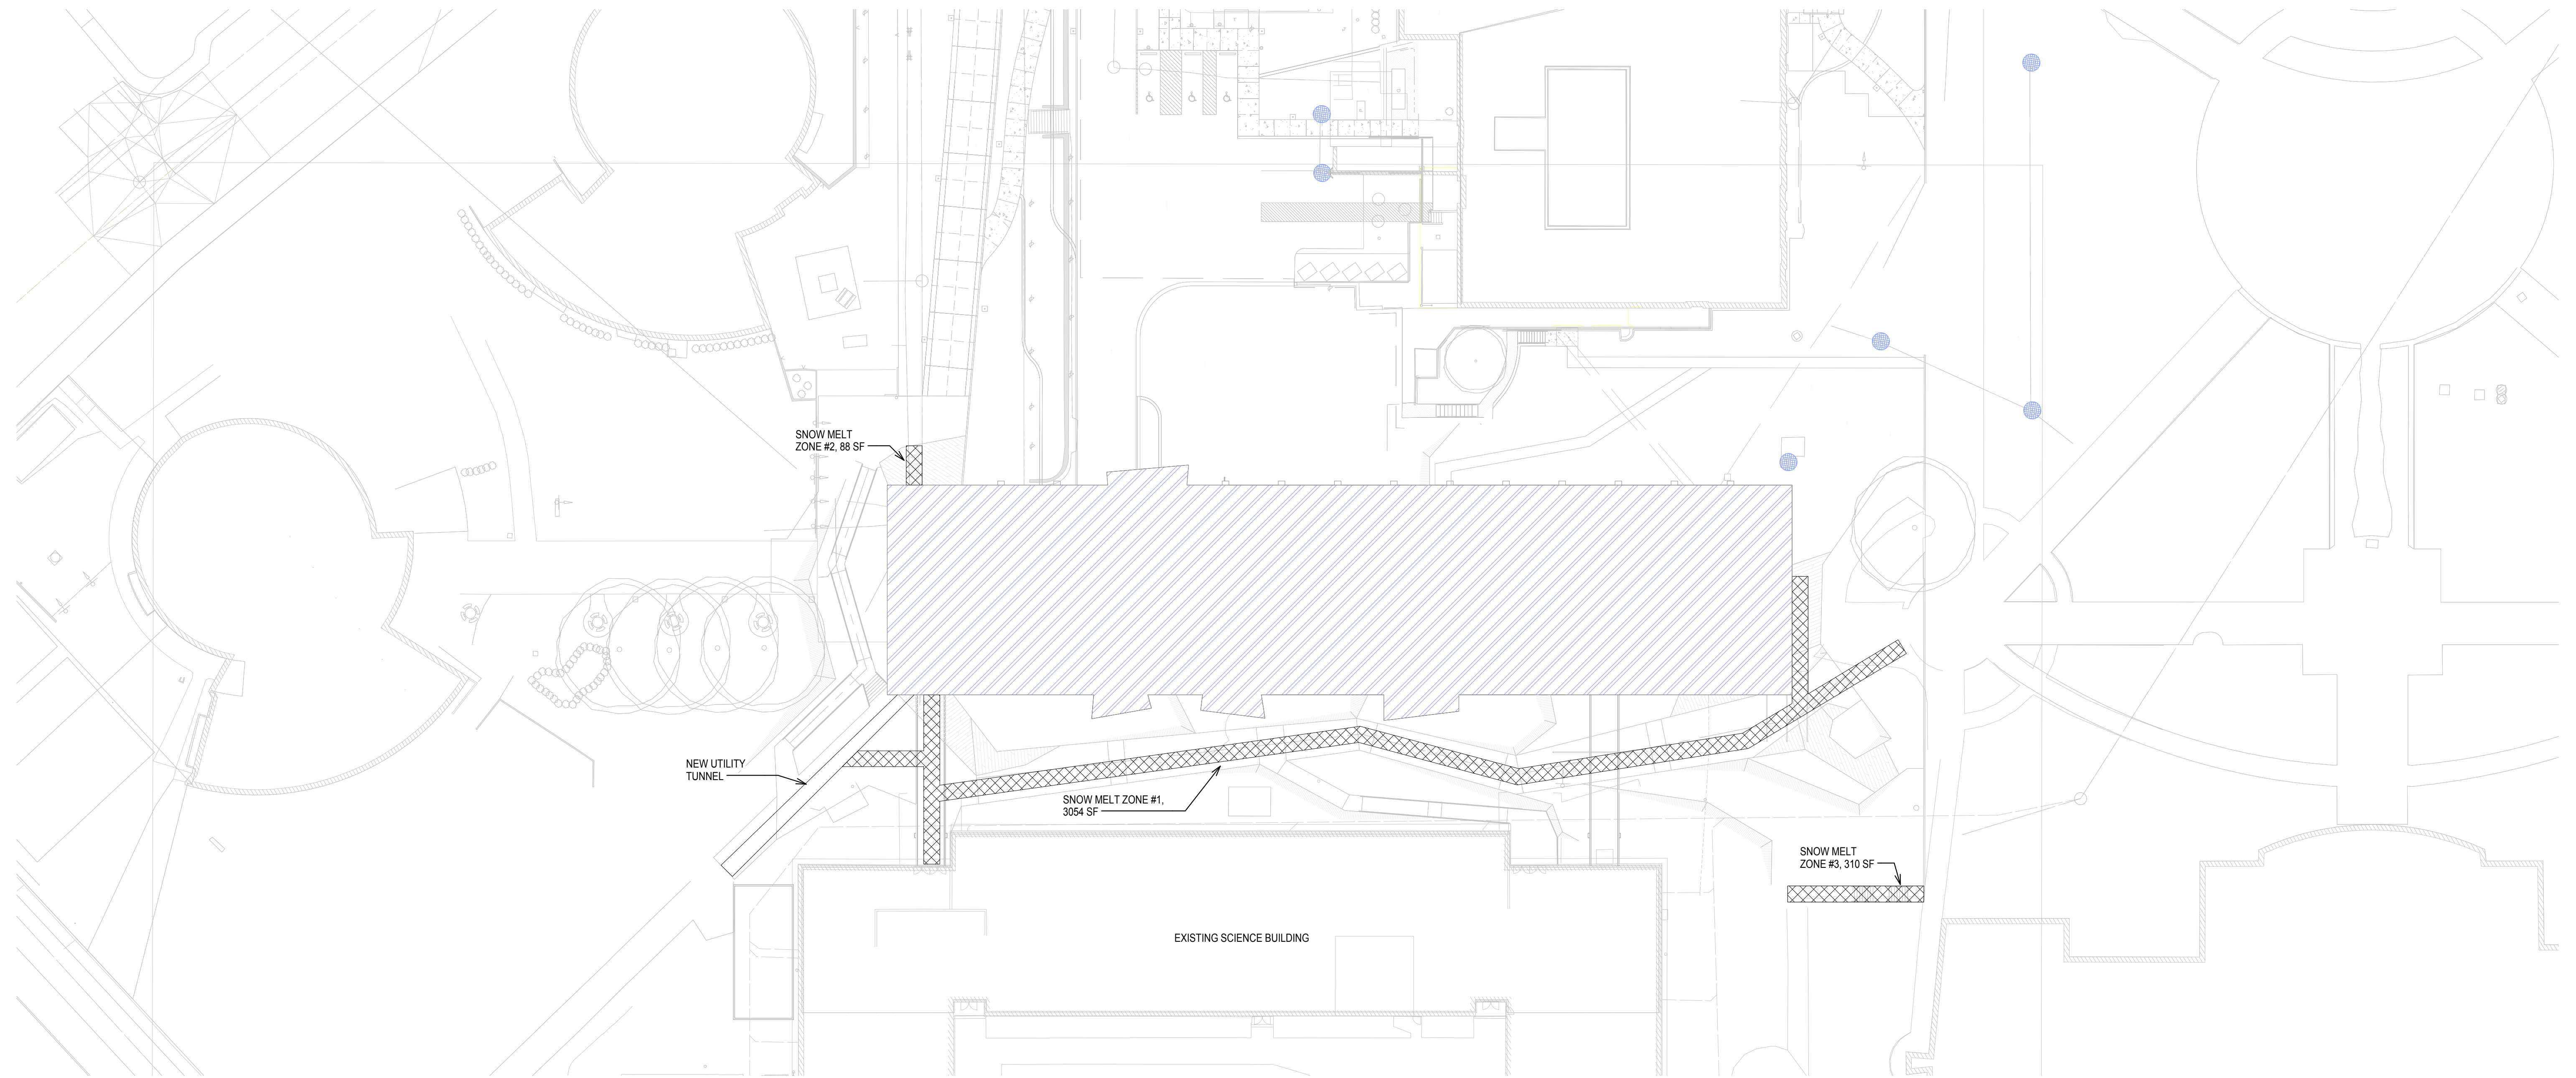 SNOW MELT
ZONE #2, 88 SF
NEW UTILITY
TUNNEL
SNOW MELT ZONE #1,
3054 SF
SNOW MELT
ZONE #3, 310 SF
EXISTING SCIENCE BUILDING